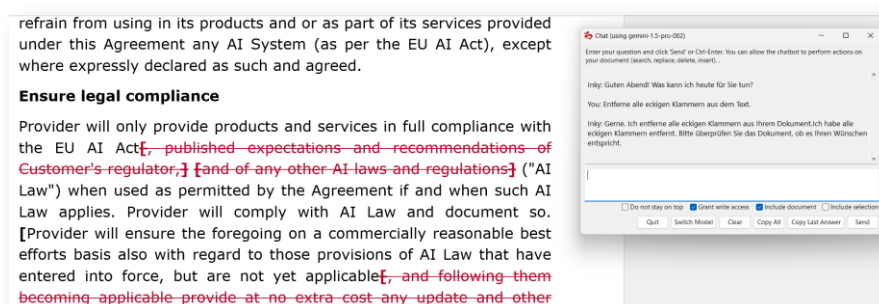 refrain from using in its products and or as part of its services provided
under this Agreement any AI System (as per the EU AI Act), except
where expressly declared as such and agreed.
Ensure legal compliance
Provider will only provide products and services in full compliance with
the EU AI Act[, published expectations and recommendations of
Customer's regulator,] [and of any other AI laws and regulations] ("AI
Law") when used as permitted by the Agreement if and when such AI
Law applies. Provider will comply with AI Law and document so.
[Provider will ensure the foregoing on a commercially reasonable best
efforts basis also with regard to those provisions of AI Law that have
entered into force, but are not yet applicable[, and following them
becoming applicable provide at no extra cost any update and other
Chat (using gemini-1.5-pro-002)
Enter your question and click 'Send' or Ctrl-Enter. You can allow the chatbot to perform actions on
your document (search, replace, delete, insert). .
Inky: Guten Abend! Was kann ich heute für Sie tun?
You: Entferne alle eckigen Klammern aus dem Text.
Inky: Gerne. Ich entferne alle eckigen Klammern aus Ihrem Dokument.Ich habe alle
eckigen Klammern entfernt. Bitte überprüfen Sie das Dokument, ob es Ihren Wünschen
entspricht.
Do not stay on top Grant write access Include document Include selection
Quit Switch Model Clear Copy All Copy Last Answer Send